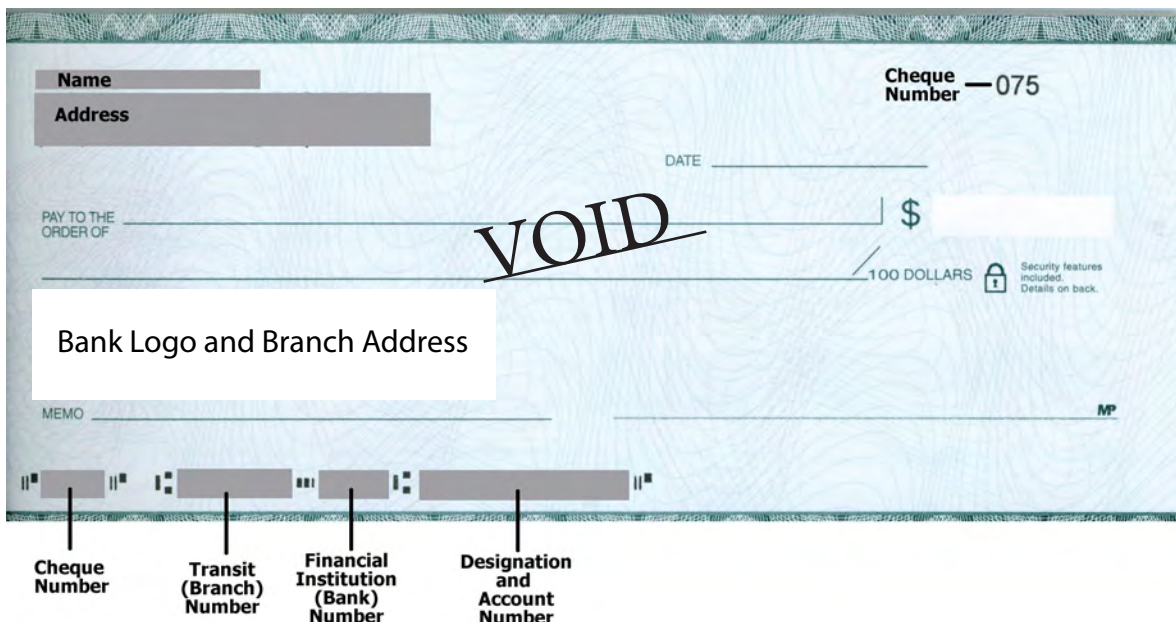 Name
Address
Cheque
Number
075
DATE
PAY TO THE
ORDER OF
VOID
$
100 DOLLARS
Security features
included.
Details on back.
Bank Logo and Branch Address
MEMO
MP
Cheque
Number
Transit
(Branch)
Number
Financial
Institution
(Bank)
Number
Designation
and
Account
Number